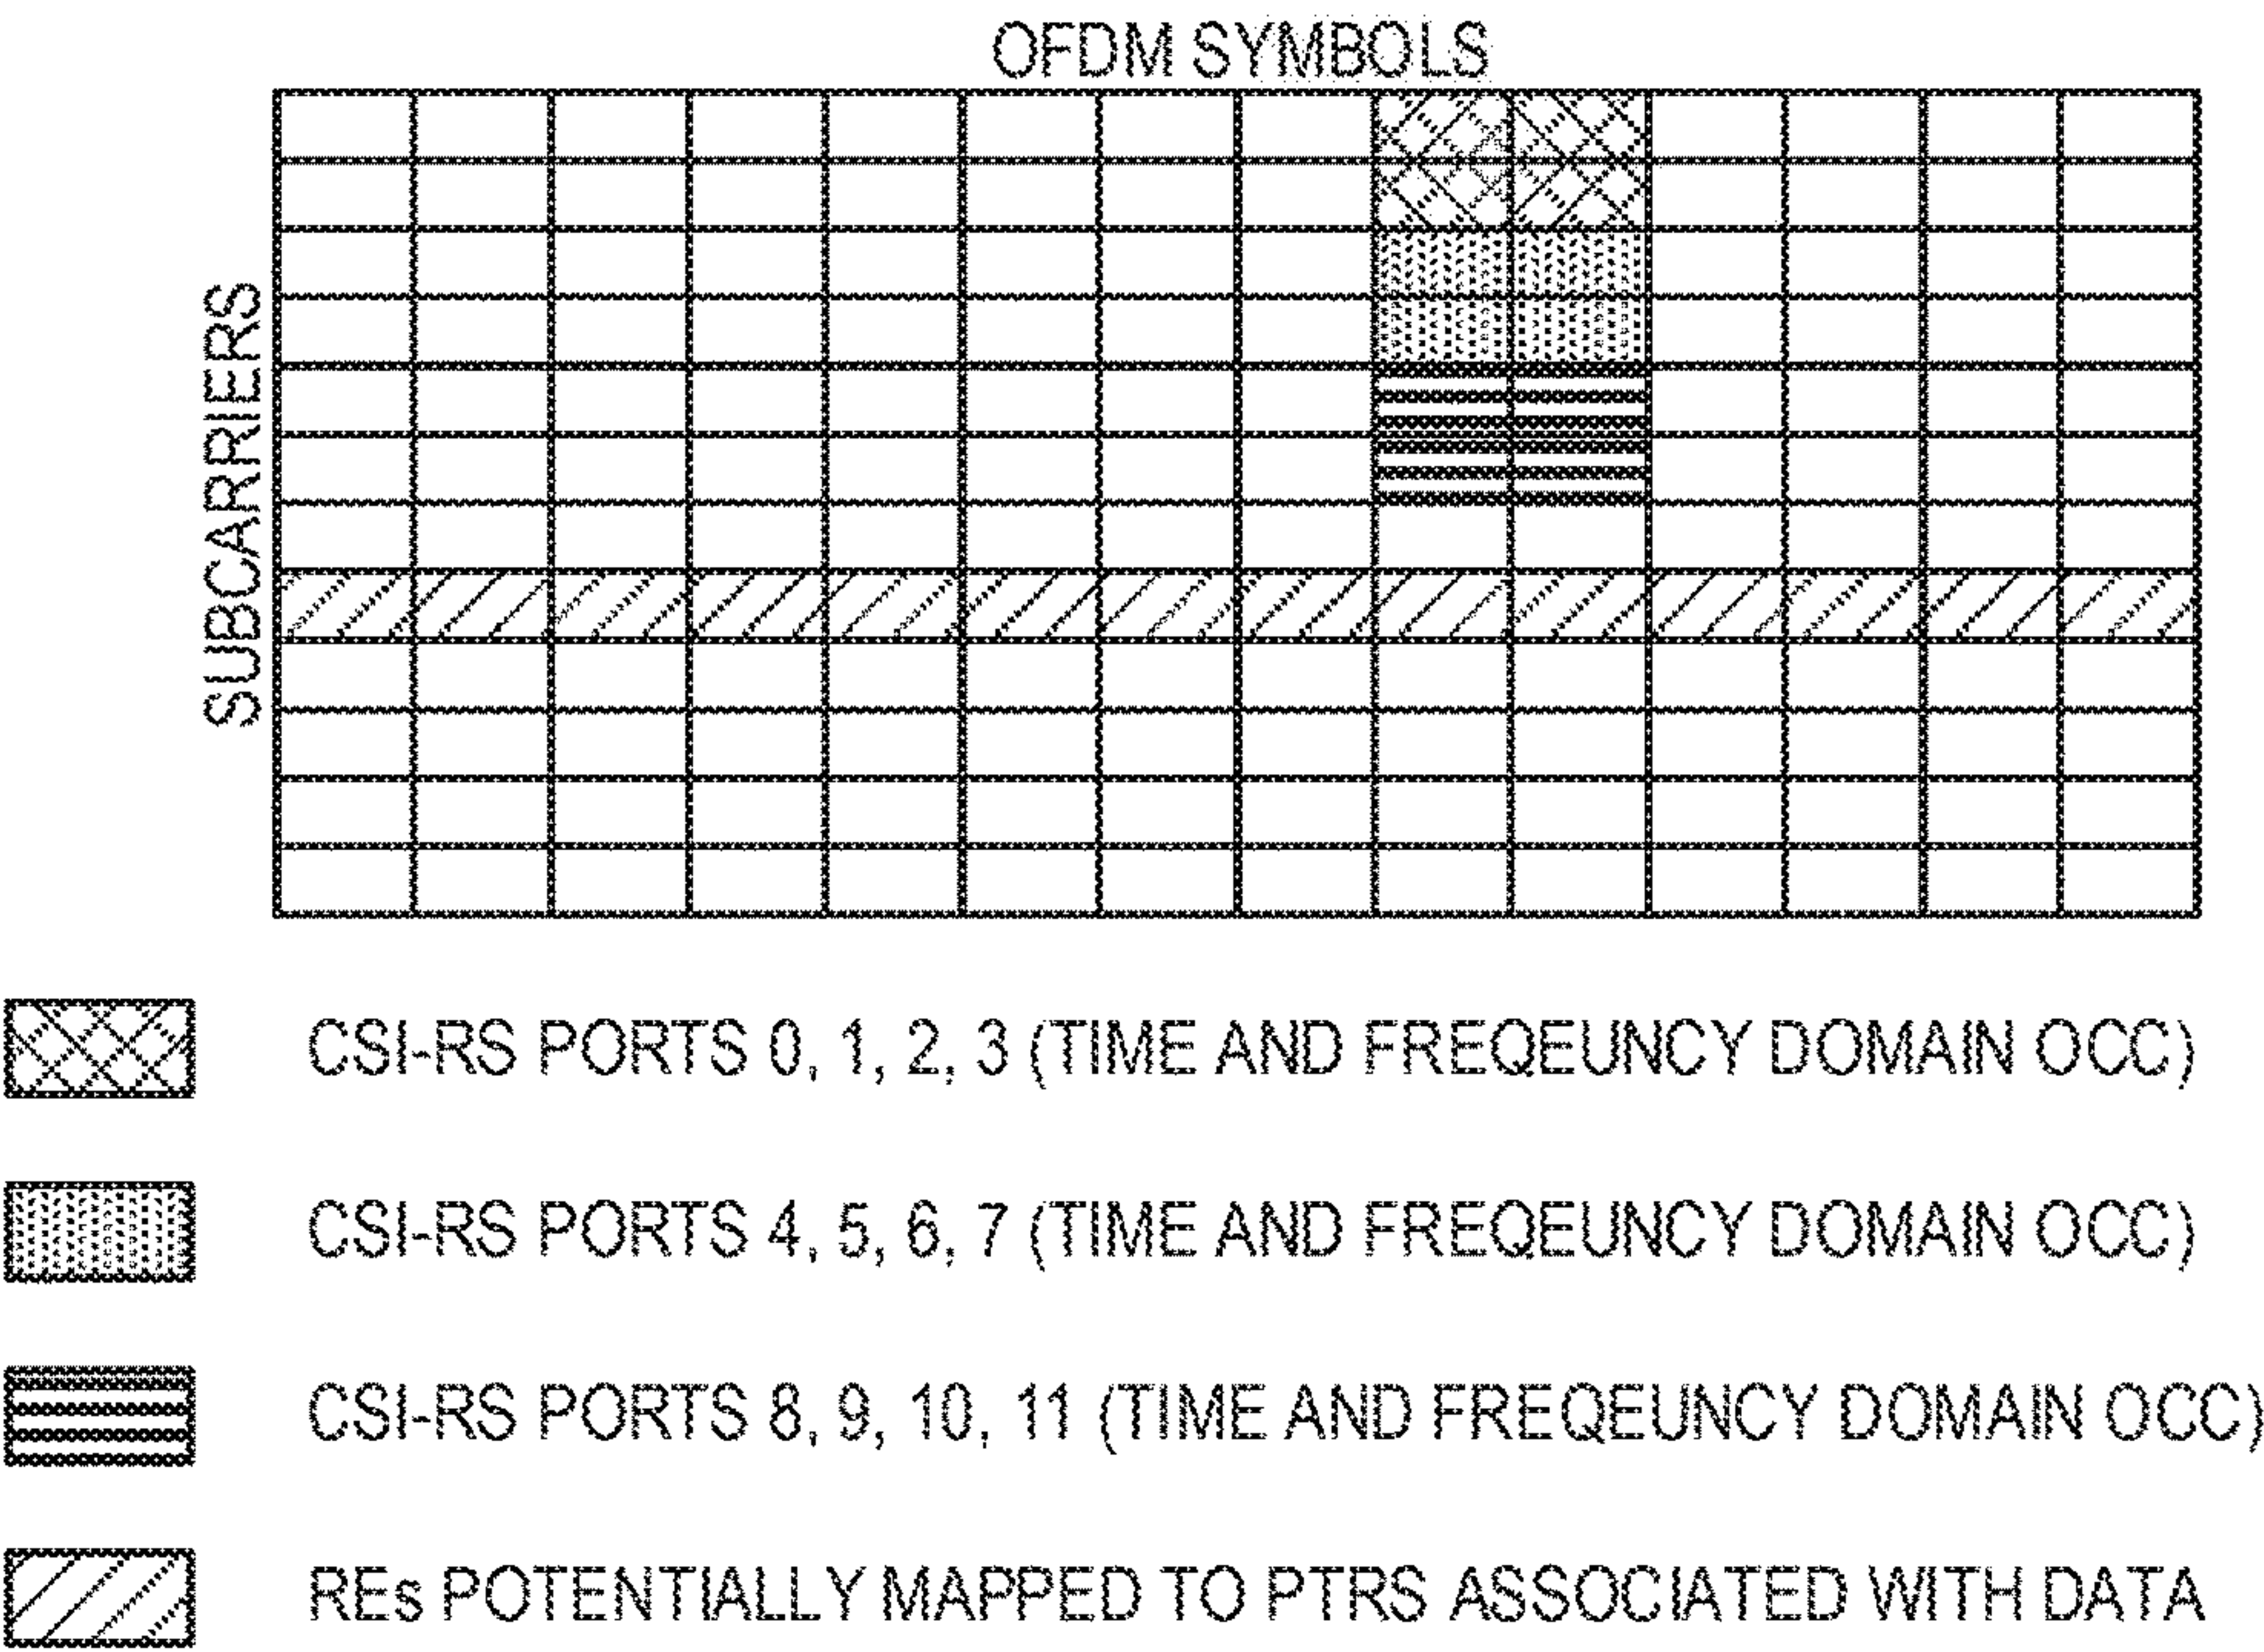 OFDM SYMBOLS
SUBCARRIERS
CSI-RS PORTS 0, 1, 2, 3 (TIME AND FREQEUNCY DOMAIN OCC)
CSI-RS PORTS 4, 5, 6, 7 (TIME AND FREQEUNCY DOMAIN OCC)
CSI-RS PORTS 8, 9, 10, 11 (TIME AND FREQEUNCY DOMAIN OCC)
REs POTENTIALLY MAPPED TO PTRS ASSOCIATED WITH DATA